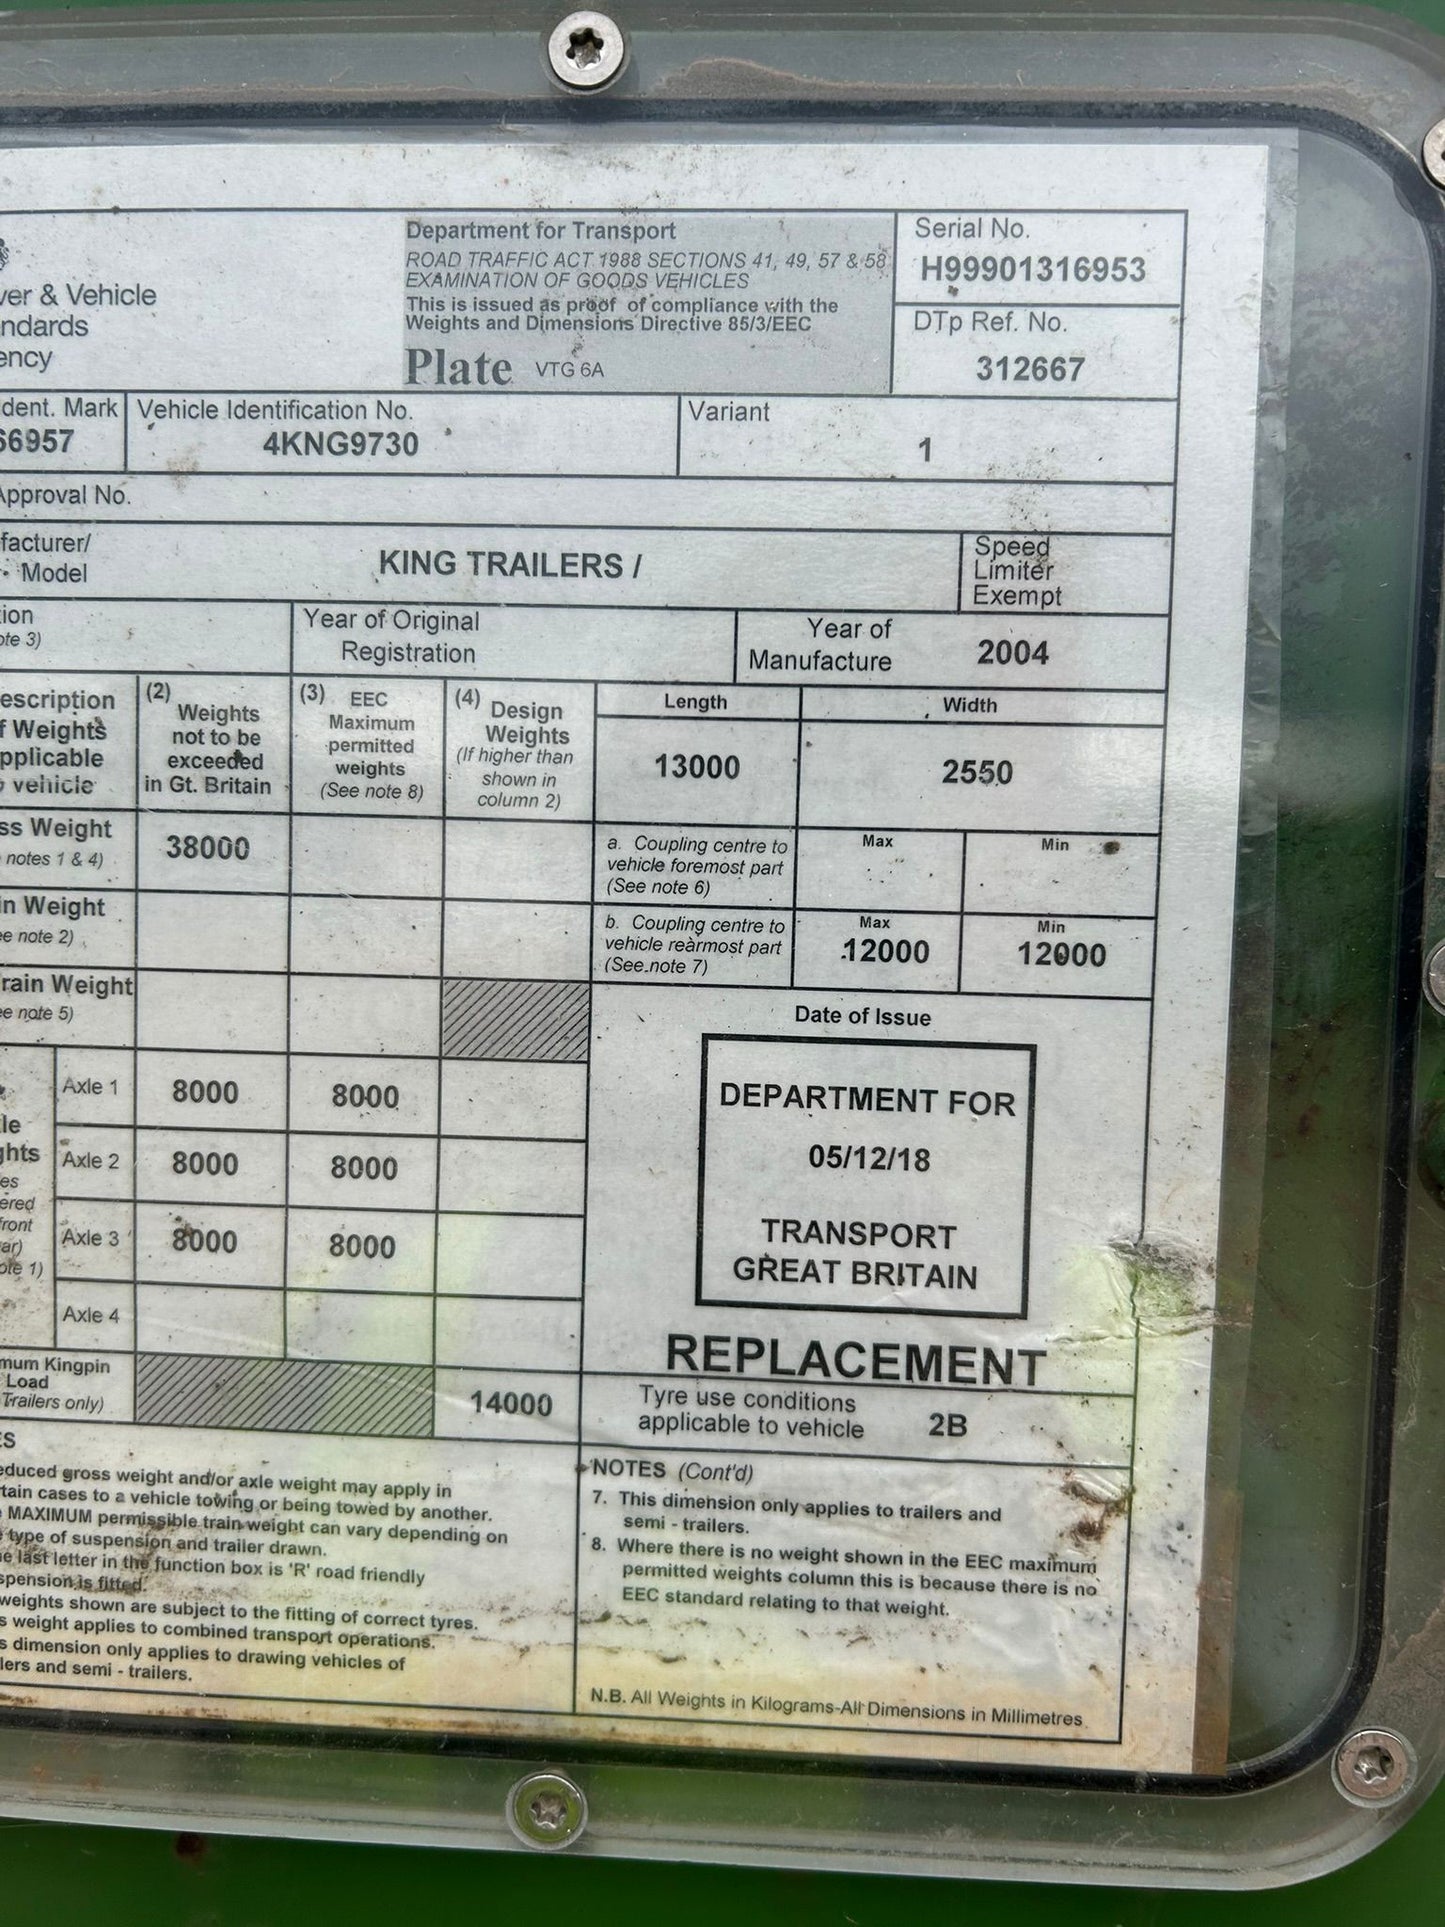 Department for Transport
ROAD TRAFFIC ACT 1988 SECTIONS 41, 49, 57 & 58
EXAMINATION OF GOODS VEHICLES
This is issued as proof of compliance with the
Weights and Dimensions Directive 85/3/EEC
Plate VTG 6A
Serial No.
H99901316953
DTp Ref. No.
312667
ver & Vehicle
ndards
ency
dent. Mark
66957
Vehicle Identification No.
4KNG9730
Variant
1
Approval No.
facturer/
Model
KING TRAILERS /
Speed
Limiter
Exempt
ion
ote 3)
Year of Original
Registration
Year of
Manufacture
2004
escription
f Weights
pplicable
o vehicle
(2)
Weights
not to be
exceeded
in Gt. Britain
(3) EEC
Maximum
permitted
weights
(See note 8)
(4)
Design
Weights
(If higher than
shown in
column 2)
Length
13000
Width
2550
ss Weight
notes 1 & 4)
38000
a. Coupling centre to
vehicle foremost part
(See note 6)
Max
Min
in Weight
ee note 2)
b. Coupling centre to
vehicle rearmost part
(See note 7)
Max
12000
Min
12000
rain Weight
ee note 5)
Date of Issue
DEPARTMENT FOR
05/12/18
TRANSPORT
GREAT BRITAIN
REPLACEMENT
le
ghts
es
ered
front
ar)
ote 1)
Axle 1 8000 8000
Axle 2 8000 8000
Axle 3 8000 8000
Axle 4
mum Kingpin
Load
Trailers only)
14000
Tyre use conditions
applicable to vehicle
2B
ES
educed gross weight and/or axle weight may apply in
tain cases to a vehicle towing or being towed by another.
MAXIMUM permissible train weight can vary depending on
type of suspension and trailer drawn.
e last letter in the function box is 'R' road friendly
spension is fitted.
weights shown are subject to the fitting of correct tyres.
s weight applies to combined transport operations.
s dimension only applies to drawing vehicles of
lers and semi - trailers.
NOTES (Cont'd)
7. This dimension only applies to trailers and
semi - trailers.
8. Where there is no weight shown in the EEC maximum
permitted weights column this is because there is no
EEC standard relating to that weight.
N.B. All Weights in Kilograms-All Dimensions in Millimetres